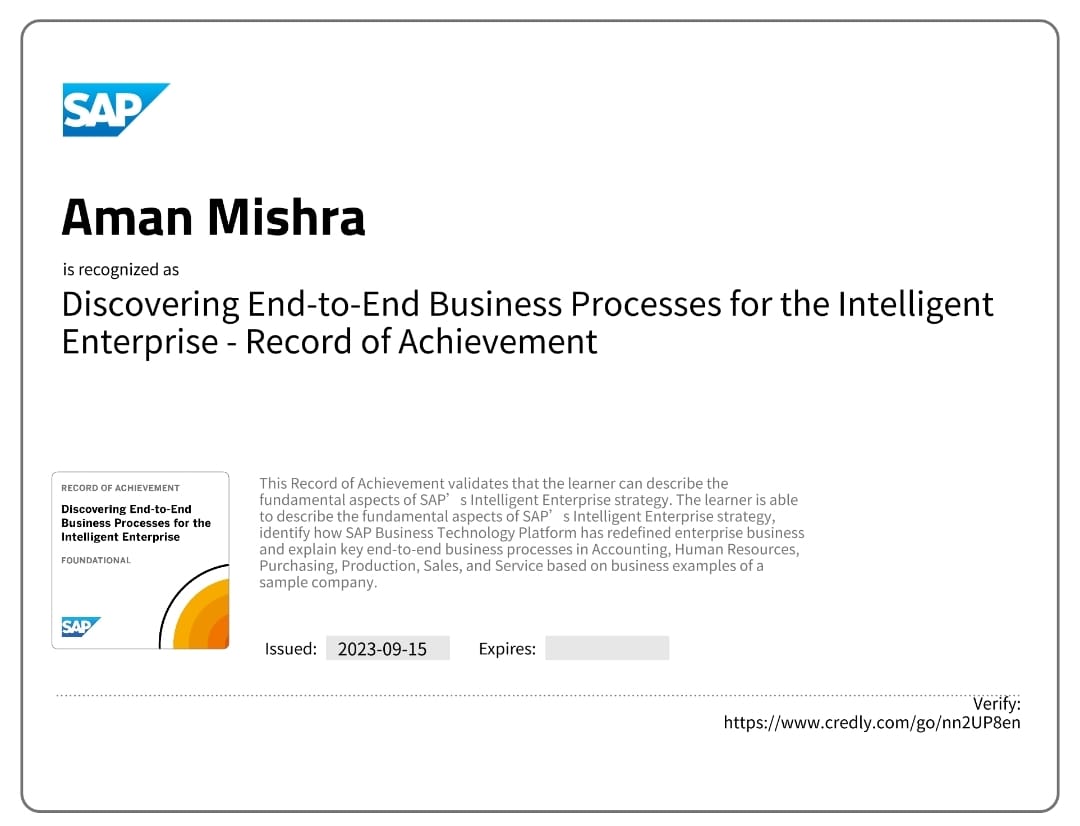 SAP
Aman Mishra
is recognized as
Discovering End-to-End Business Processes for the Intelligent
Enterprise - Record of Achievement
RECORD OF ACHIEVEMENT
Discovering End-to-End
Business Processes for the
Intelligent Enterprise
FOUNDATIONAL
SAP
This Record of Achievement validates that the learner can describe the
fundamental aspects of SAP’s Intelligent Enterprise strategy. The learner is able
to describe the fundamental aspects of SAP’s Intelligent Enterprise strategy,
identify how SAP Business Technology Platform has redefined enterprise business
and explain key end-to-end business processes in Accounting, Human Resources,
Purchasing, Production, Sales, and Service based on business examples of a
sample company.
Issued: 2023-09-15 Expires:
Verify:
https://www.credly.com/go/nn2UP8en